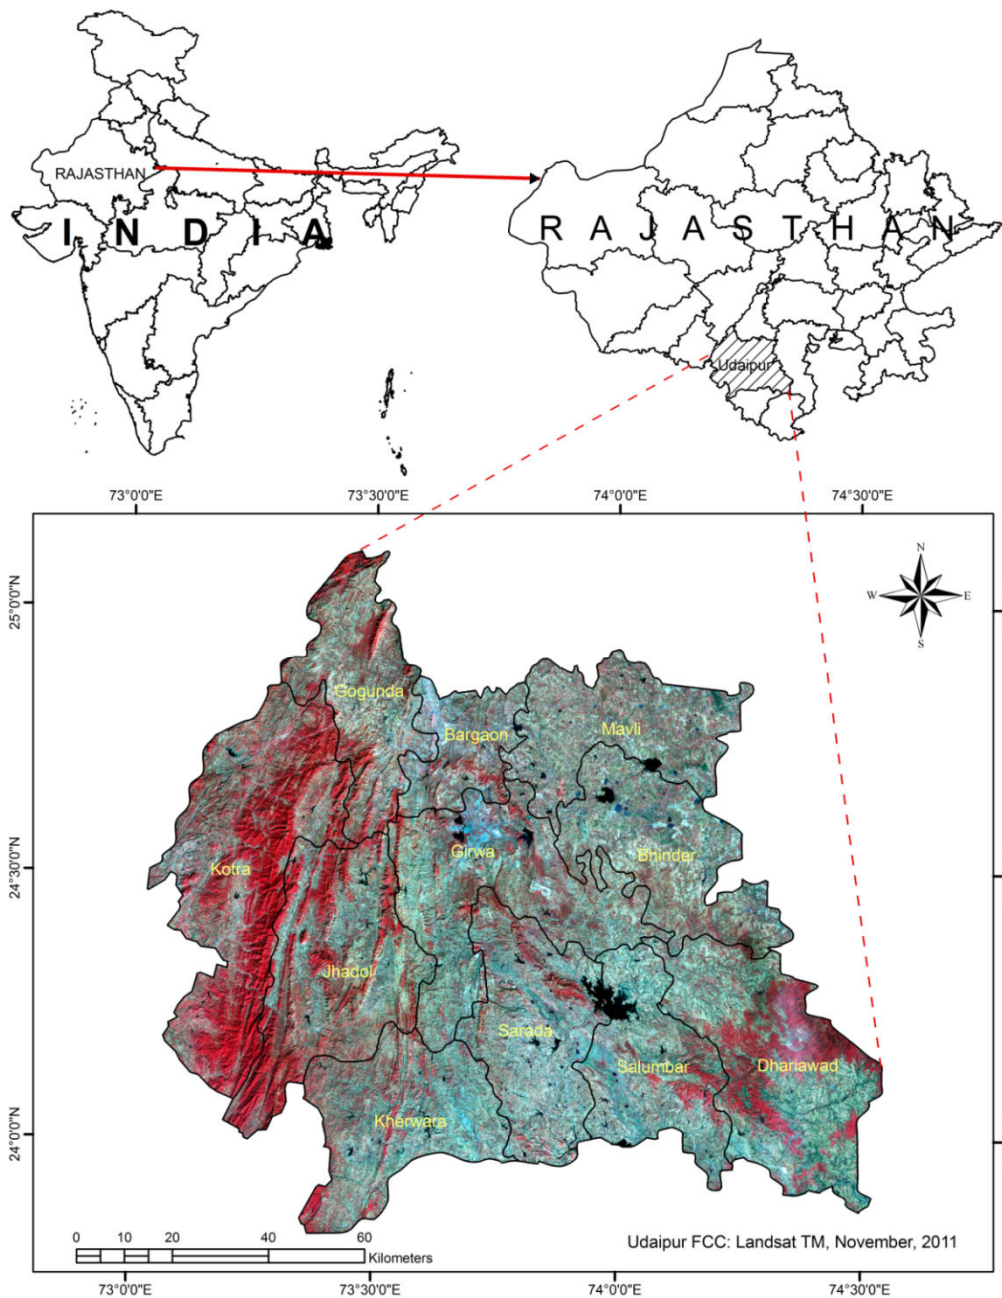 RAJASTHAN
I N D I A
R A J A S T H A N
Udaipur
73°0'0"E 73°30'0"E 74°0'0"E 74°30'0"E
25°0'0"N
24°30'0"N
24°0'0"N
N
W E
S
Gogunda
Bargaon
Mavli
Kotra
Girwa
Bhinder
Jhadol
Sarada
Salumbar
Dhariawad
Kherwara
0 10 20 40 60
Kilometers
Udaipur FCC: Landsat TM, November, 2011
73°0'0"E 73°30'0"E 74°0'0"E 74°30'0"E